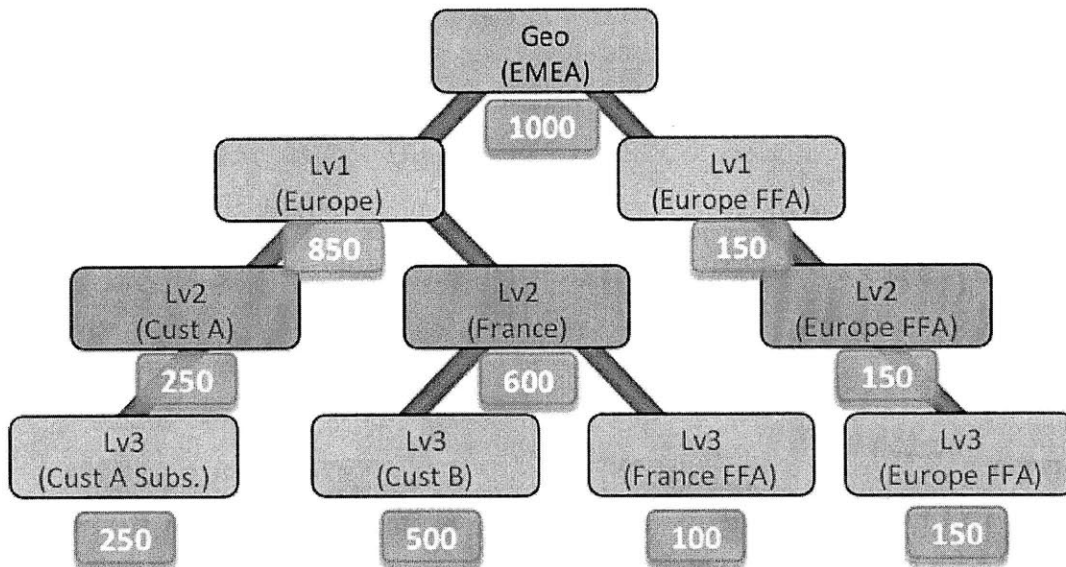 Geo
(EMEA)
1000
Lv1
(Europe)
Lv1
(Europe FFA)
850
150
Lv2
(Cust A)
Lv2
(France)
Lv2
(Europe FFA)
250
600
150
Lv3
(Cust A Subs.)
Lv3
(Cust B)
Lv3
(France FFA)
Lv3
(Europe FFA)
250
500
100
150